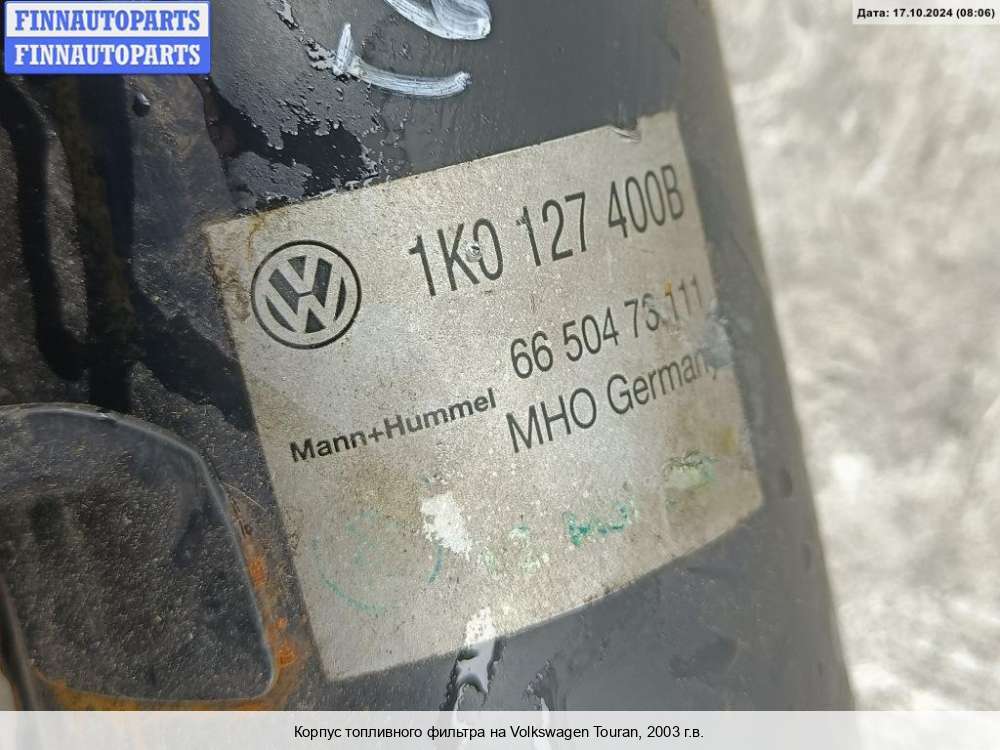 FINNAUTOPARTS
FINNAUTOPARTS
Дата: 17.10.2024 (08:06)
1K0 127 400B
66 504 73.111
Mann+Hummel
MHO Germany
Корпус топливного фильтра на Volkswagen Touran, 2003 г.в.